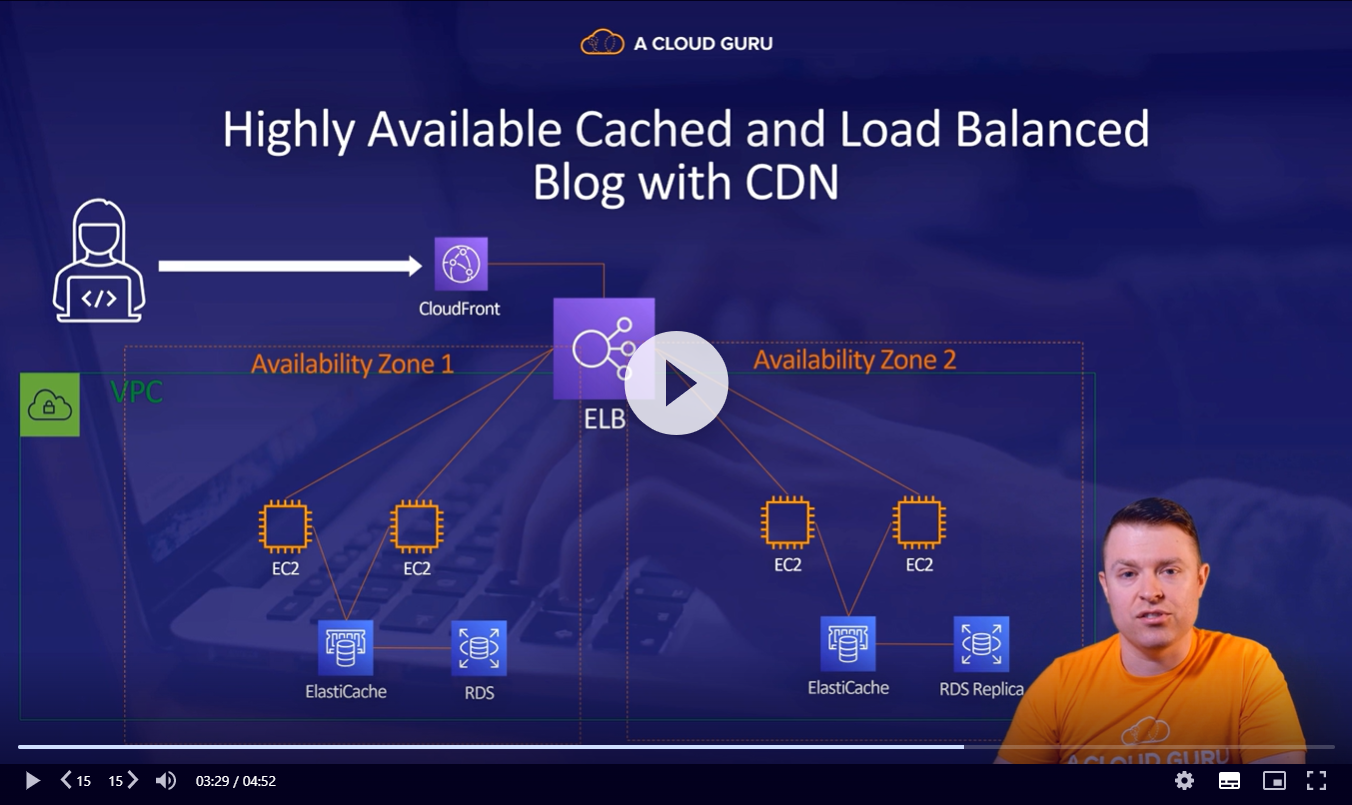 A CLOUD GURU
Highly Available Cached and Load Balanced
Blog with CDN
</>
CloudFront
Availability Zone 1
Availability Zone 2
VPC
ELB
EC2
EC2
EC2
EC2
ElastiCache
RDS
ElastiCache
RDS Replica
A CLOUD GURU
15
15
03:29 / 04:52